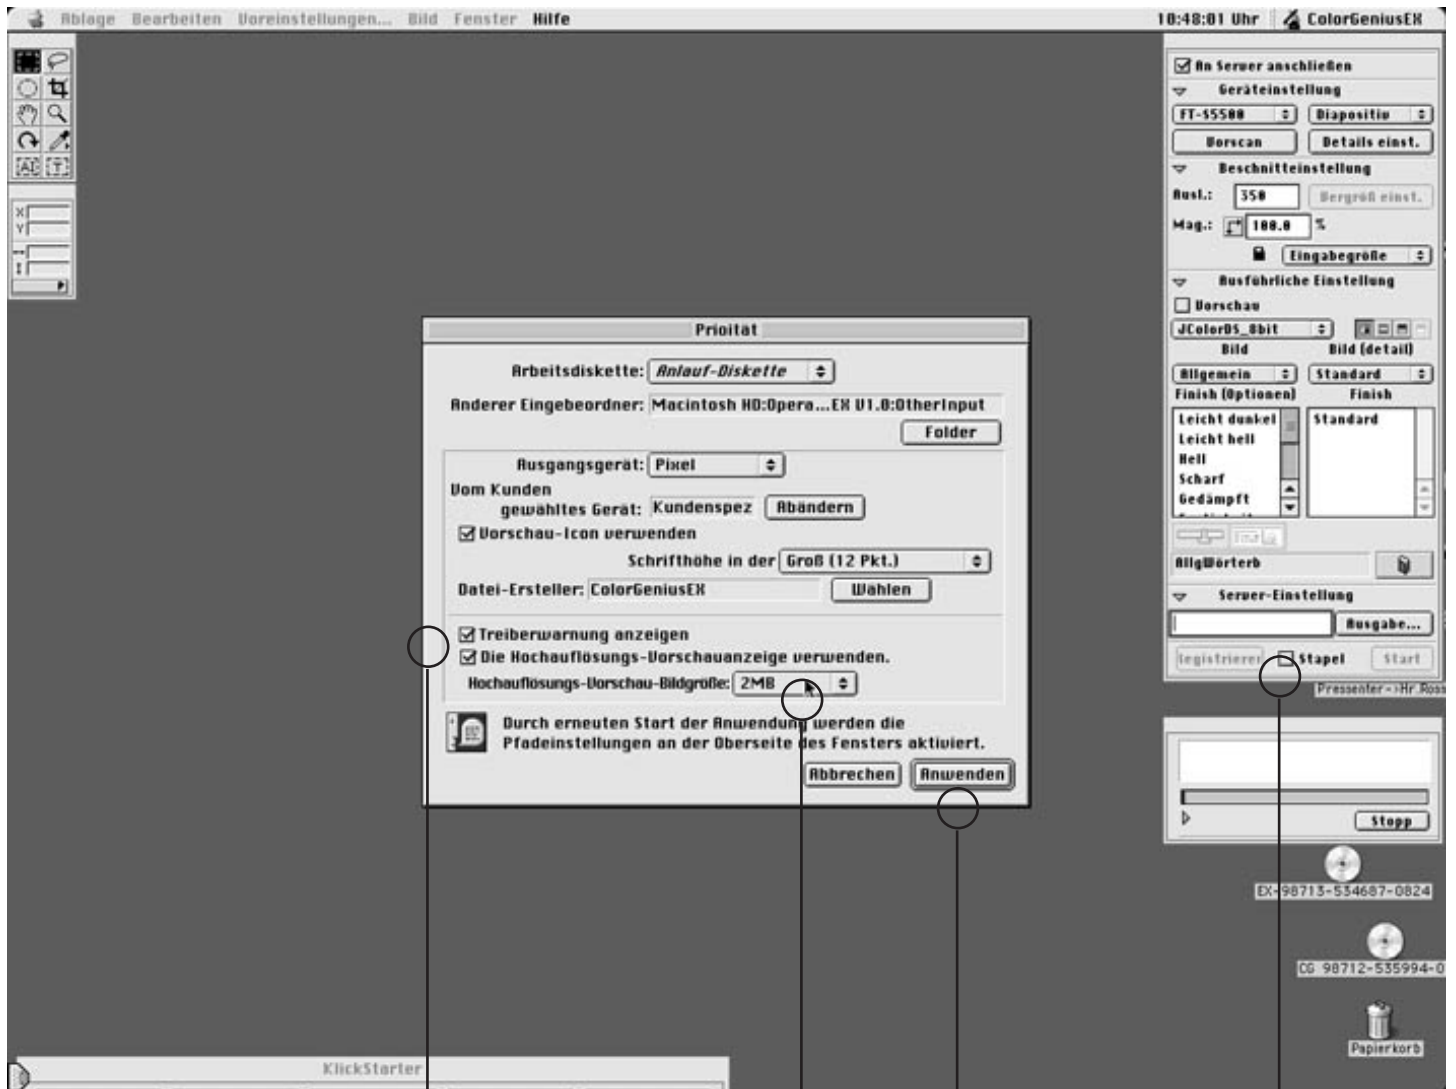 Ablage Bearbeiten Voreinstellungen... Bild Fenster Hilfe
10:48:01 Uhr ColorGeniusEX
X
Y
Prioität
Arbeitsdiskette: Anlauf-Diskette
Anderer Eingebeordner: Macintosh HD:Opera...EX V1.0:OtherInput
Folder
Ausgangsgerät: Pixel
Vom Kunden
gewähltes Gerät: Kundenspez Abändern
Vorschau-Icon verwenden
Schrifthöhe in der Groß (12 Pkt.)
Datei-Ersteller: ColorGeniusEX Wählen
Treiberwarnung anzeigen
Die Hochauflösungs-Vorschauanzeige verwenden.
Hochauflösungs-Vorschau-Bildgröße: 2MB
Durch erneuten Start der Anwendung werden die
Pfadeinstellungen an der Oberseite des Fensters aktiviert.
Abbrechen Anwenden
An Server anschließen
Geräteinstellung
FT-S5500 Diapositiv
Vorscan Details einst.
Beschnitteinstellung
Ausl.: 350 Vergröß einst.
Mag.: 100.0 %
Eingabegröße
Ausführliche Einstellung
Vorschau
JColorDS_8bit
Bild Bild (detail)
Allgemein Standard
Finish (Optionen) Finish
Leicht dunkel Standard
Leicht hell
Hell
Scharf
Gedämpft
AllgWörterb
Server-Einstellung
Ausgabe...
legistrierer Stapel Start
Pressenter->Hr.Ross
Stopp
EX-98713-534687-0824
CG 98712-535994-0
Papierkorb
KlickStarter